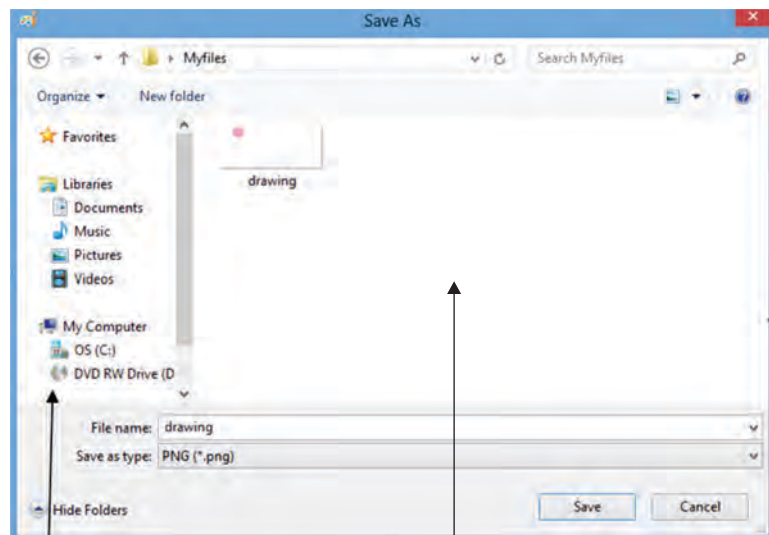 Save As
Myfiles
Search Myfiles
Organize
New folder
Favorites
drawing
Libraries
Documents
Music
Pictures
Videos
My Computer
OS (C:)
DVD RW Drive (D
File name: drawing
Save as type: PNG (*.png)
Hide Folders
Save
Cancel